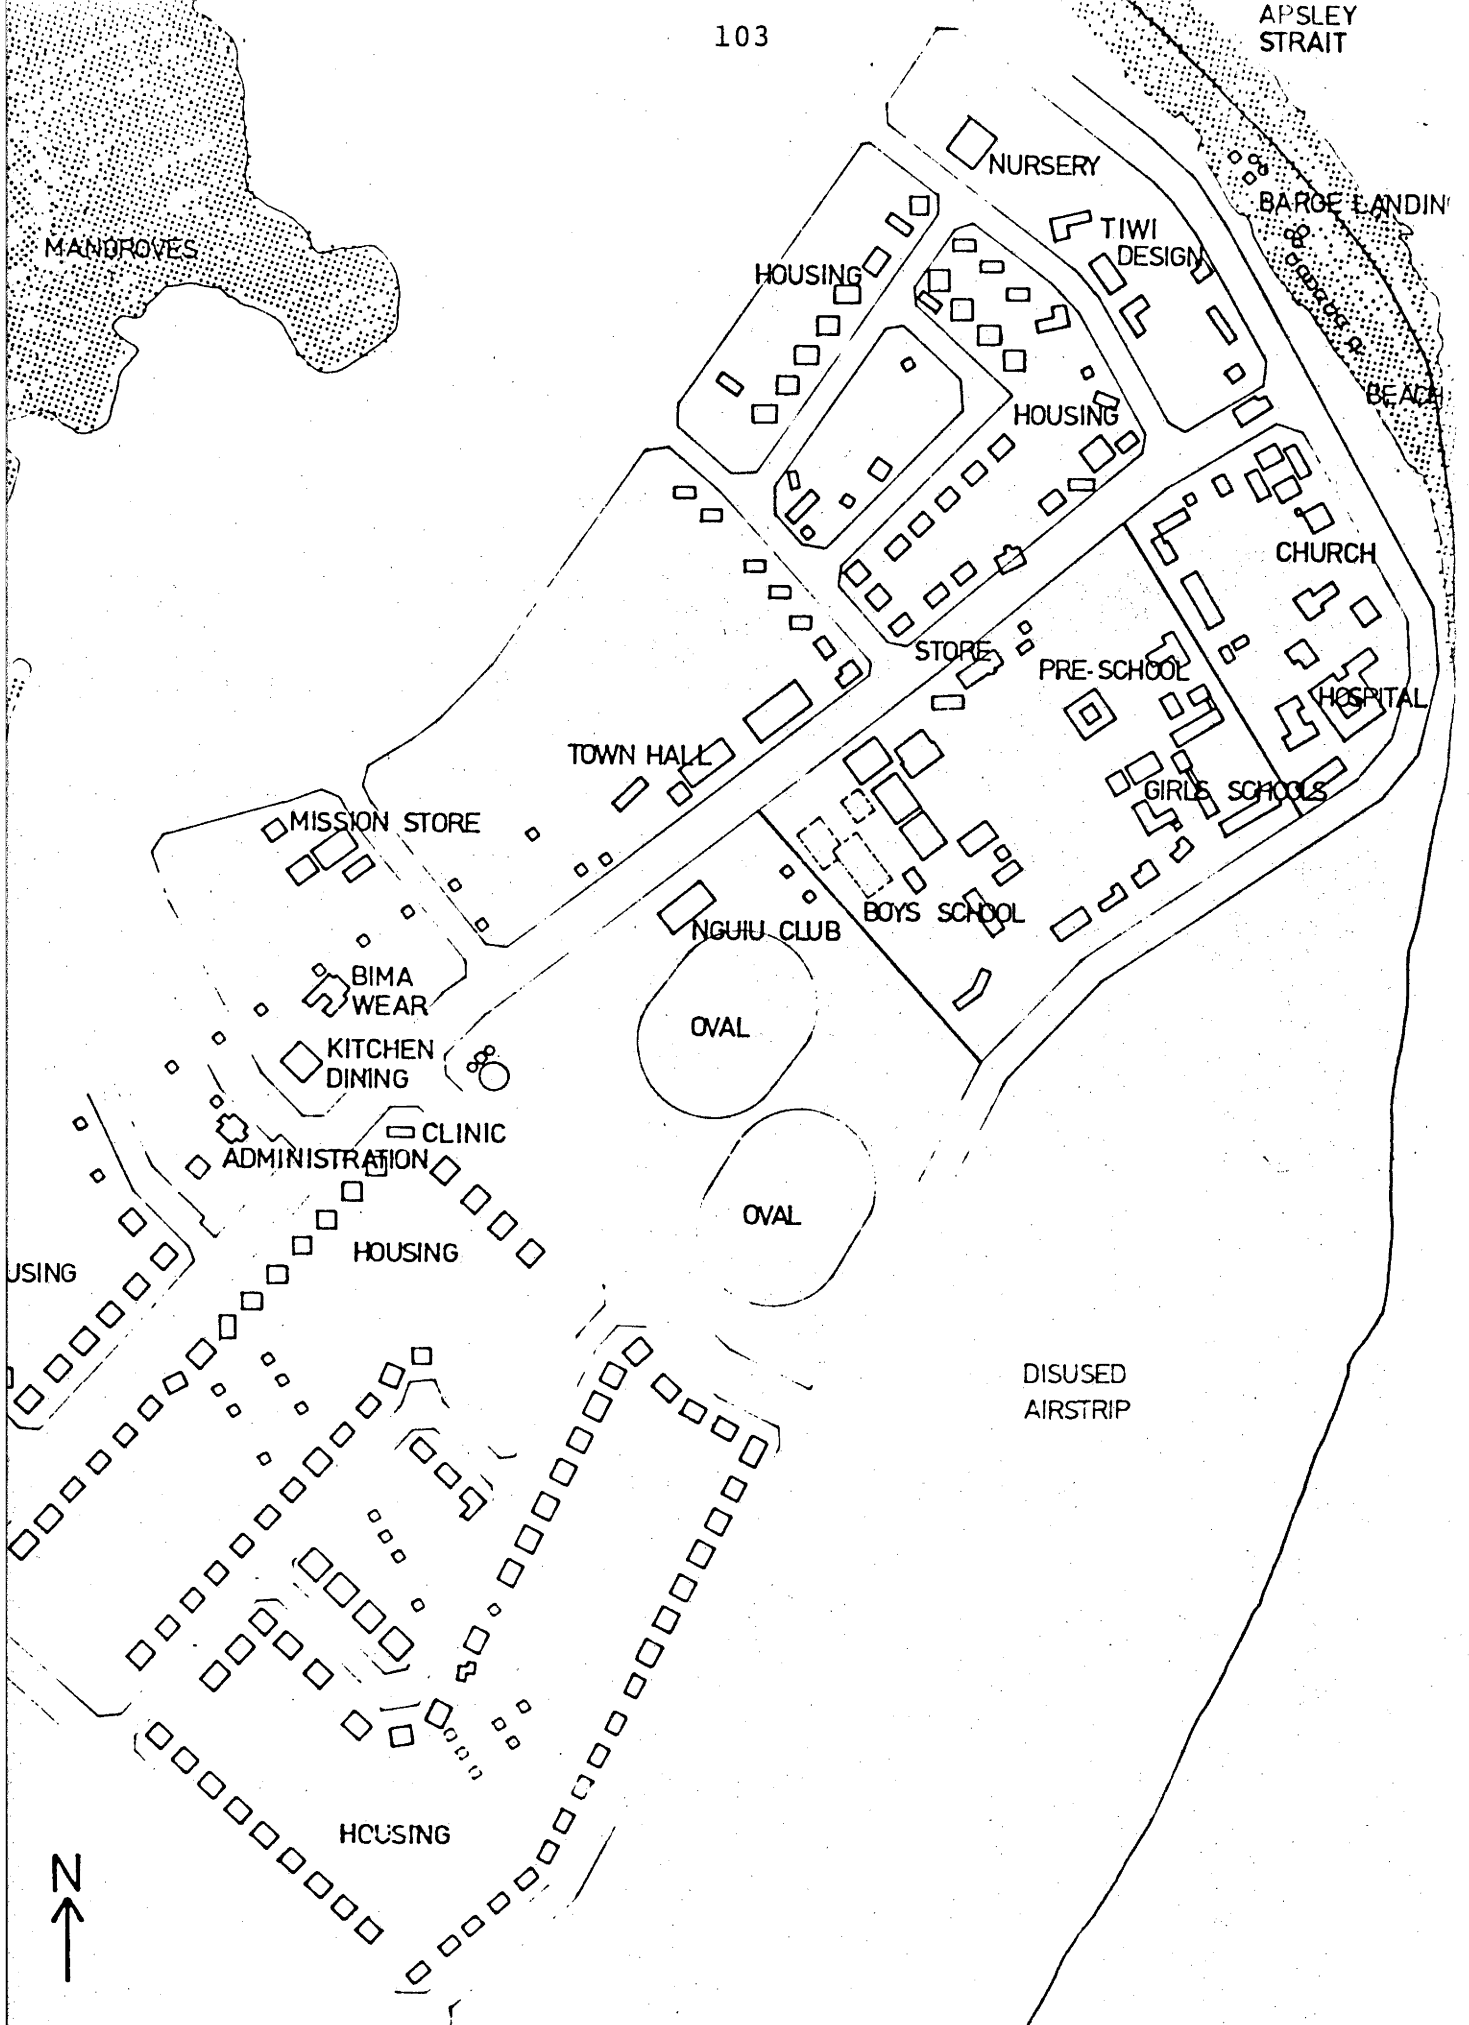 103
APSLEY
STRAIT
NURSERY
BARGE LANDIN
MANGROVES
TIWI
DESIGN
HOUSING
BEACH
HOUSING
CHURCH
STORE
PRE-SCHOOL
HOSPITAL
TOWN HALL
GIRLS SCHOOLS
MISSION STORE
BOYS SCHOOL
NGUIU CLUB
BIMA
WEAR
OVAL
KITCHEN
DINING
CLINIC
ADMINISTRATION
OVAL
HOUSING
USING
DISUSED
AIRSTRIP
HOUSING
N